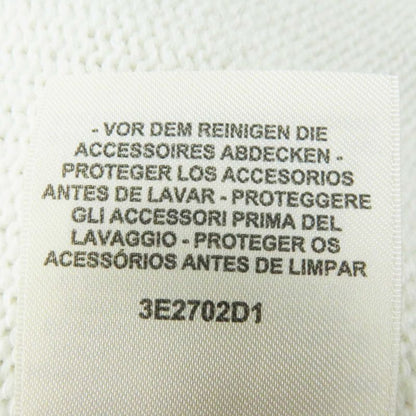 - VOR DEM REINIGEN DIE
ACCESSOIRES ABDECKEN -
PROTEGER LOS ACCESORIOS
ANTES DE LAVAR - PROTEGGERE
GLI ACCESSORI PRIMA DEL
LAVAGGIO - PROTEGER OS
ACESSÓRIOS ANTES DE LIMPAR
3E2702D1